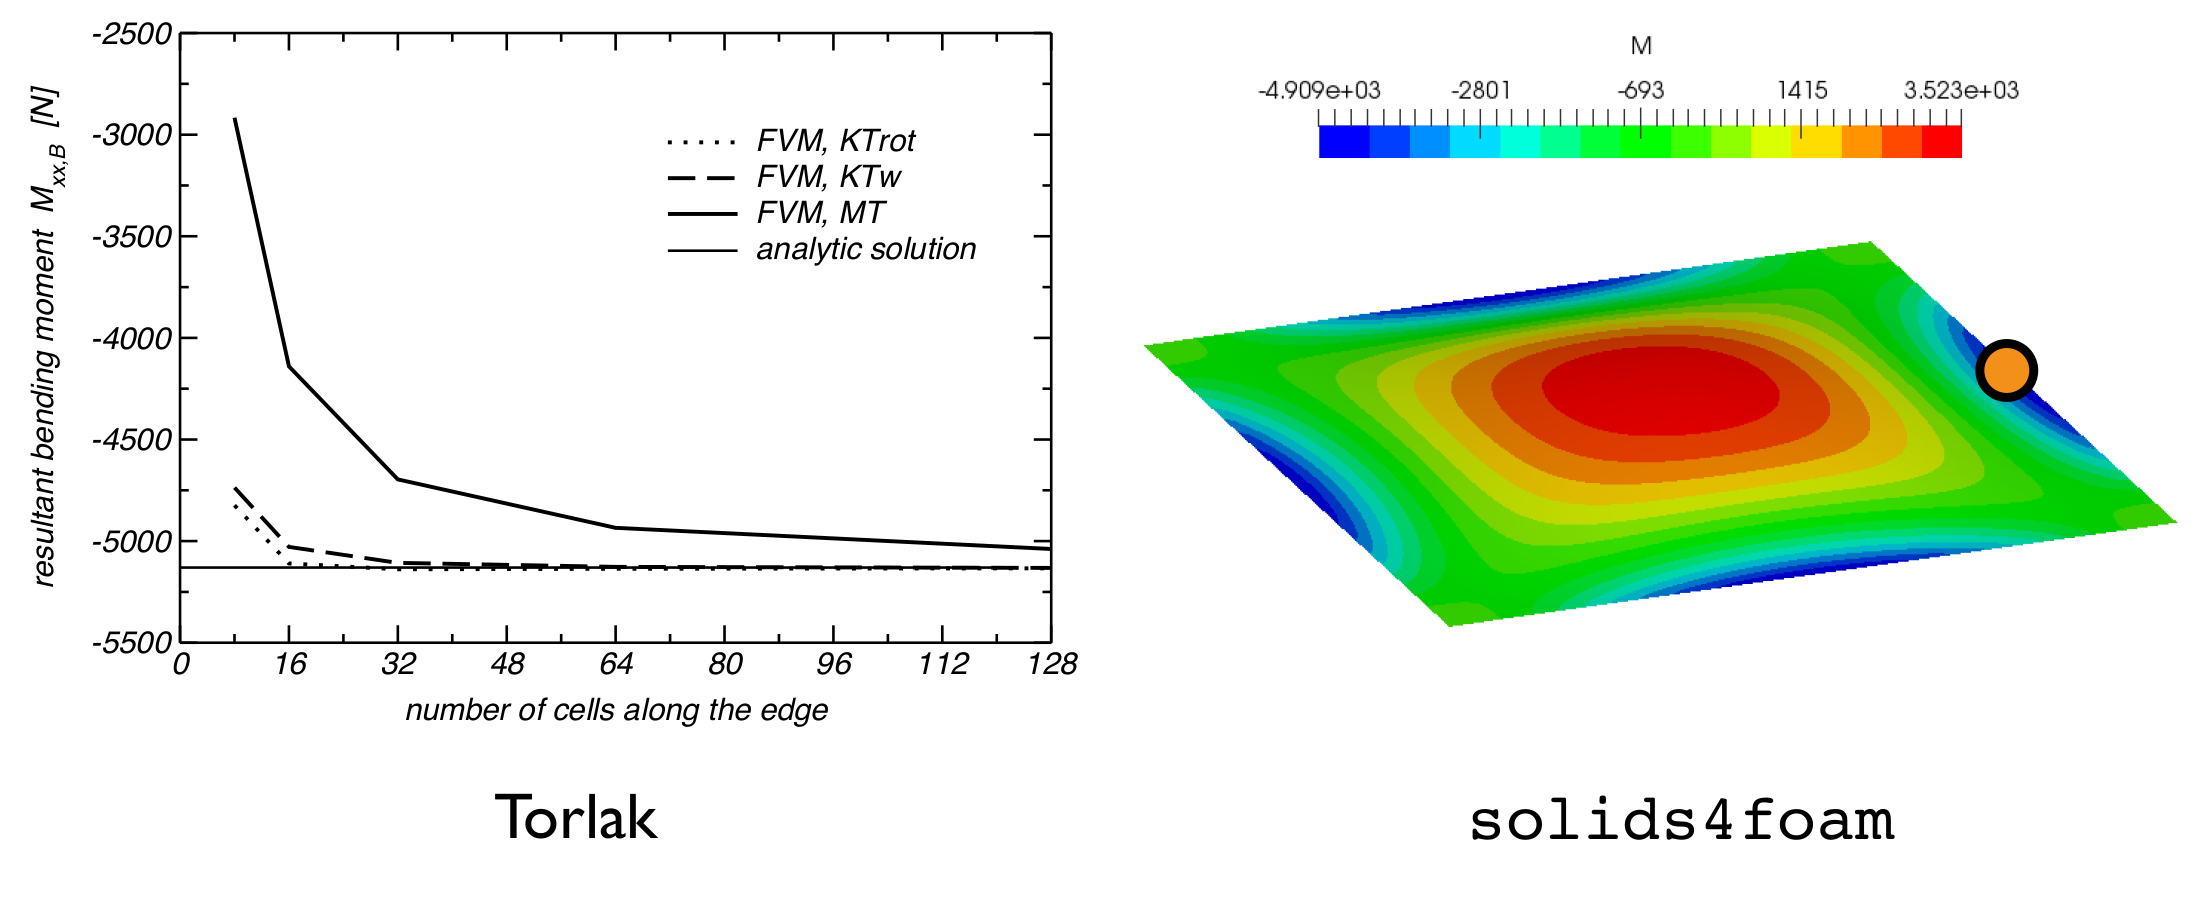 -2500
-3000
-3500
-4000
-4500
-5000
-5500
resultant bending moment M_xx,B [N]
FVM, KTrot
FVM, KTw
FVM, MT
analytic solution
0 16 32 48 64 80 96 112 128
number of cells along the edge
Torlak
M
-4.909e+03 -2801 -693 1415 3.523e+03
solids4foam